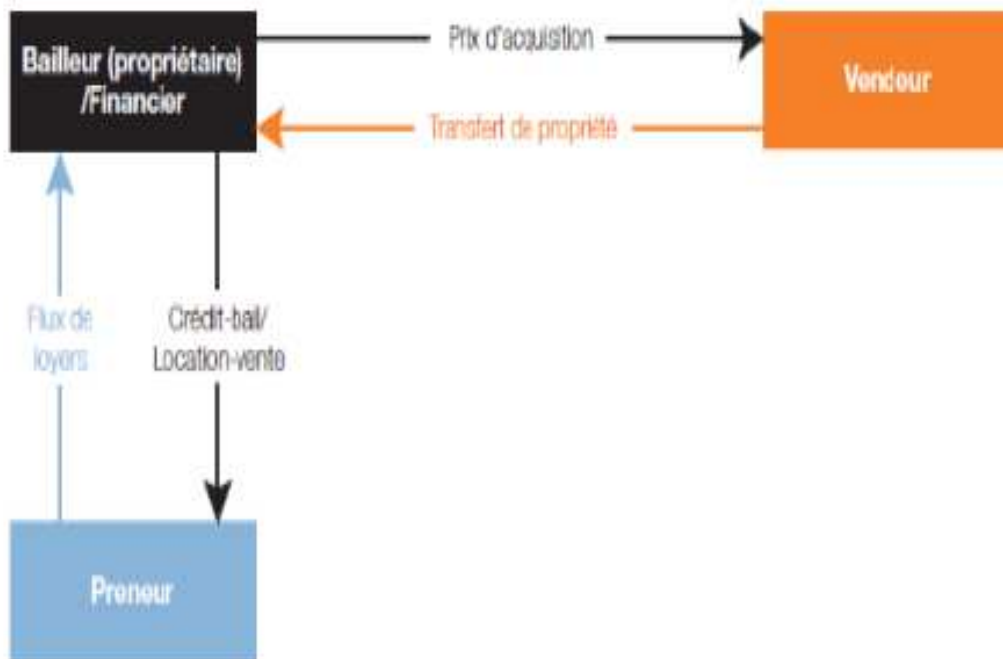 Bailleur (propriétaire)
/Financier
Prix d'acquisition
Vendeur
Transfert de propriété
Flux de
loyers
Crédit-bail/
Location-vente
Preneur